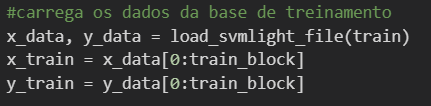 #carrega os dados da base de treinamento
x_data, y_data = load_svmlight_file(train)
x_train = x_data[0:train_block]
y_train = y_data[0:train_block]